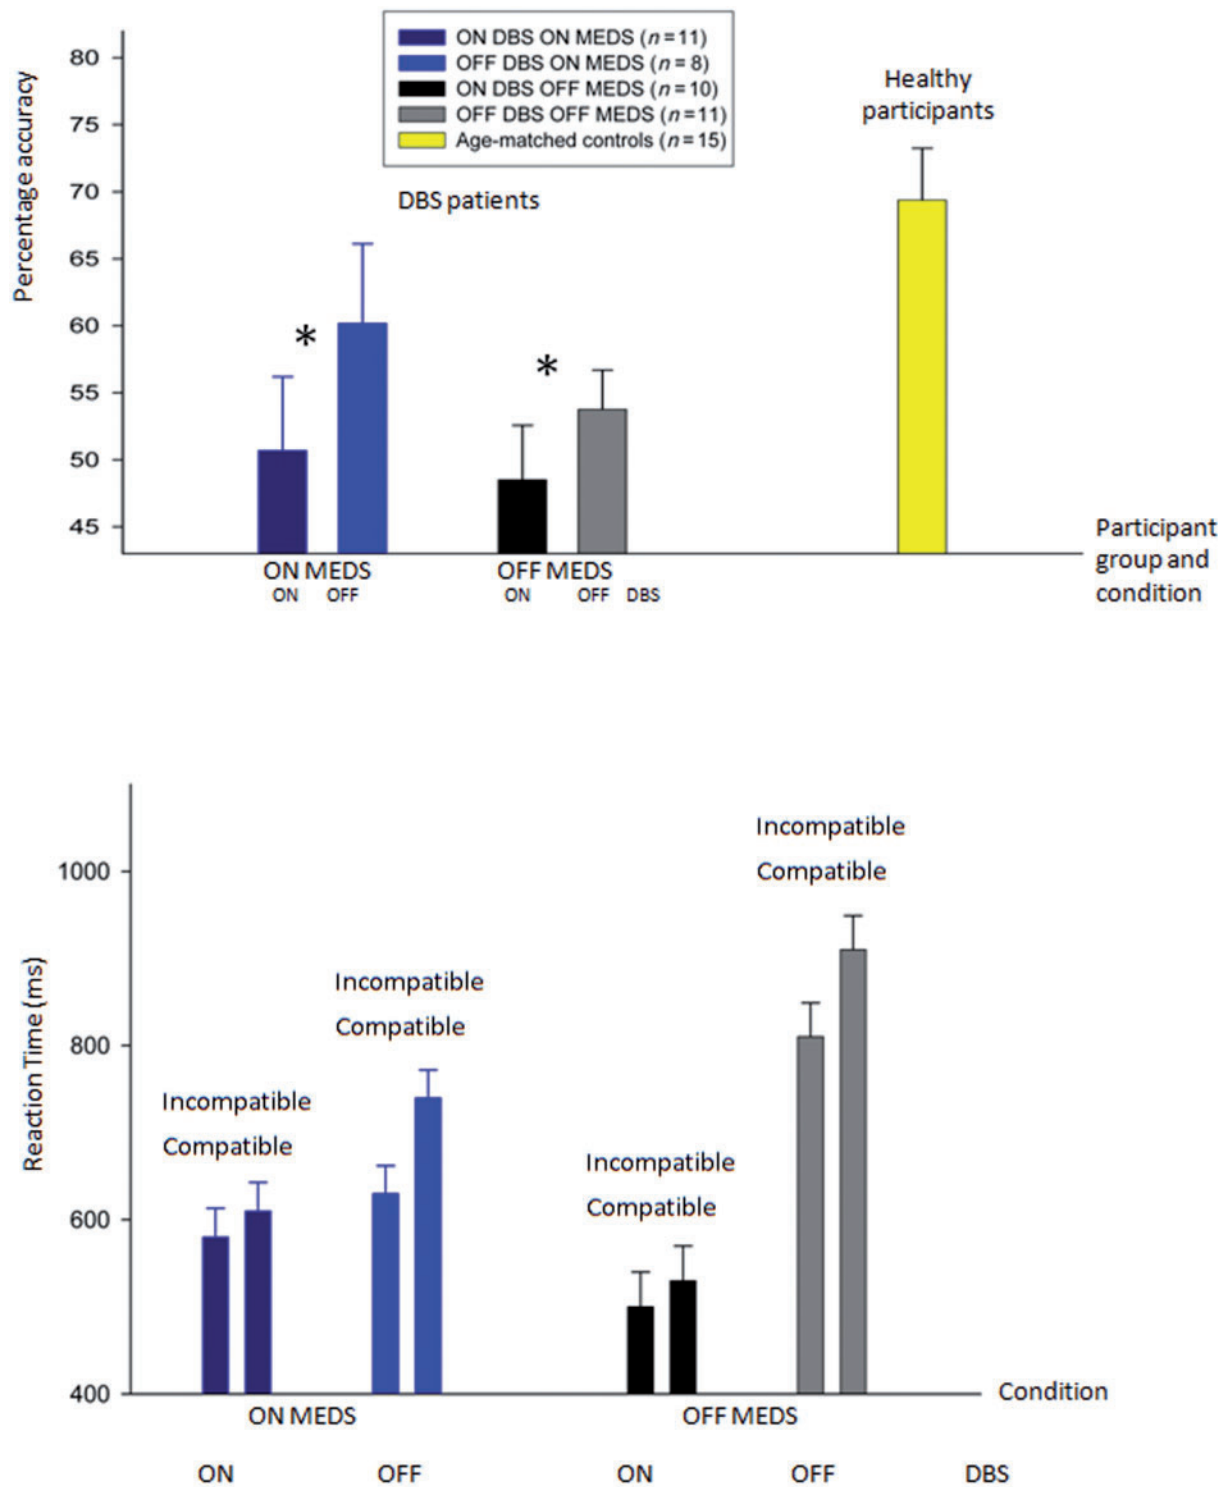 ON DBS ON MEDS (n=11)
OFF DBS ON MEDS (n=8)
ON DBS OFF MEDS (n=10)
OFF DBS OFF MEDS (n=11)
Age-matched controls (n=15)
Percentage accuracy
80
75
70
65
60
55
50
45
DBS patients
Healthy
participants
*
*
ON MEDS
OFF MEDS
ON OFF ON OFF DBS
Participant
group and
condition
Reaction Time (ms)
1000
800
600
400
Incompatible
Compatible
Incompatible
Compatible
Incompatible
Compatible
Incompatible
Compatible
ON MEDS
OFF MEDS
Condition
ON OFF ON OFF DBS